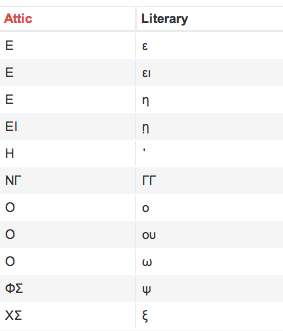 Attic Literary
Ε ε
Ε ει
Ε η
ΕΙ ῃ
Η ῾
ΝΓ ΓΓ
Ο ο
Ο ου
Ο ω
ΦΣ ψ
ΧΣ ξ